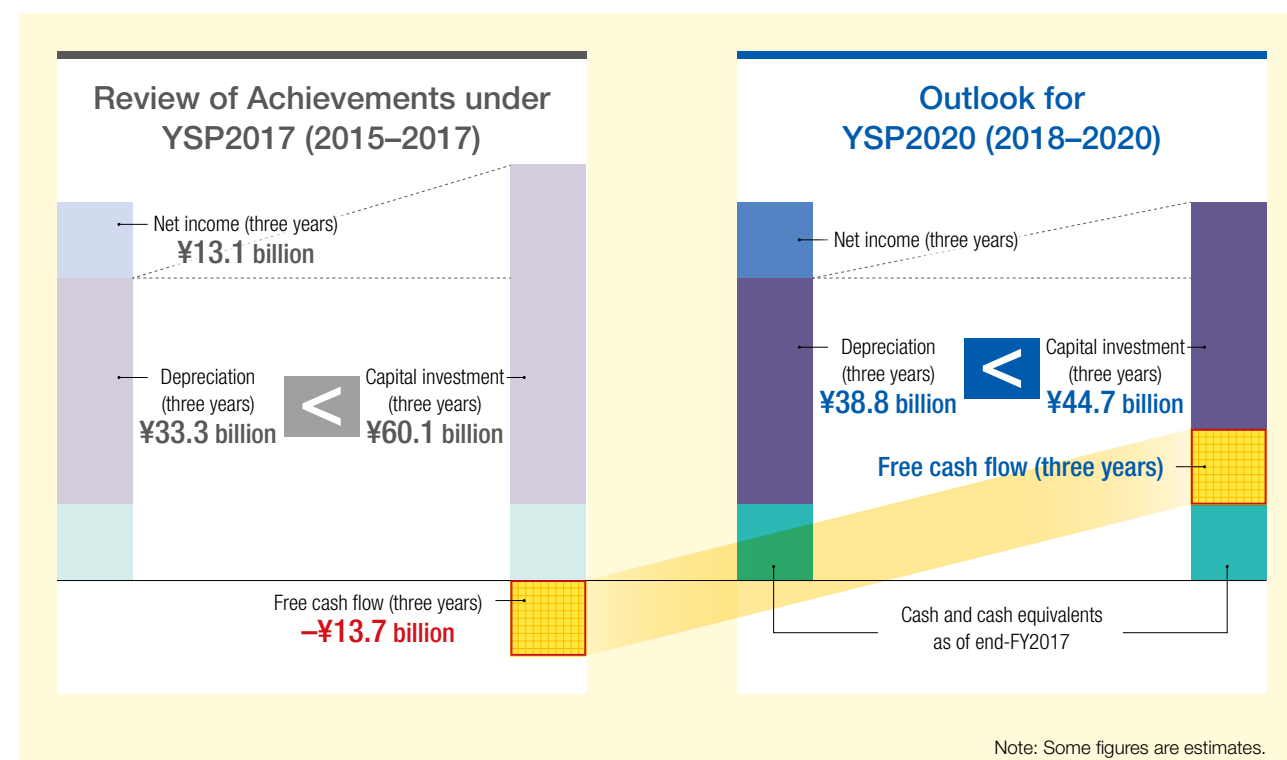 Review of Achievements under
YSP2017 (2015–2017)
Net income (three years)
¥13.1 billion
Depreciation
(three years)
¥33.3 billion
<
Capital investment
(three years)
¥60.1 billion
Free cash flow (three years)
–¥13.7 billion
Outlook for
YSP2020 (2018–2020)
Net income (three years)
Depreciation
(three years)
¥38.8 billion
<
Capital investment
(three years)
¥44.7 billion
Free cash flow (three years)
Cash and cash equivalents
as of end-FY2017
Note: Some figures are estimates.